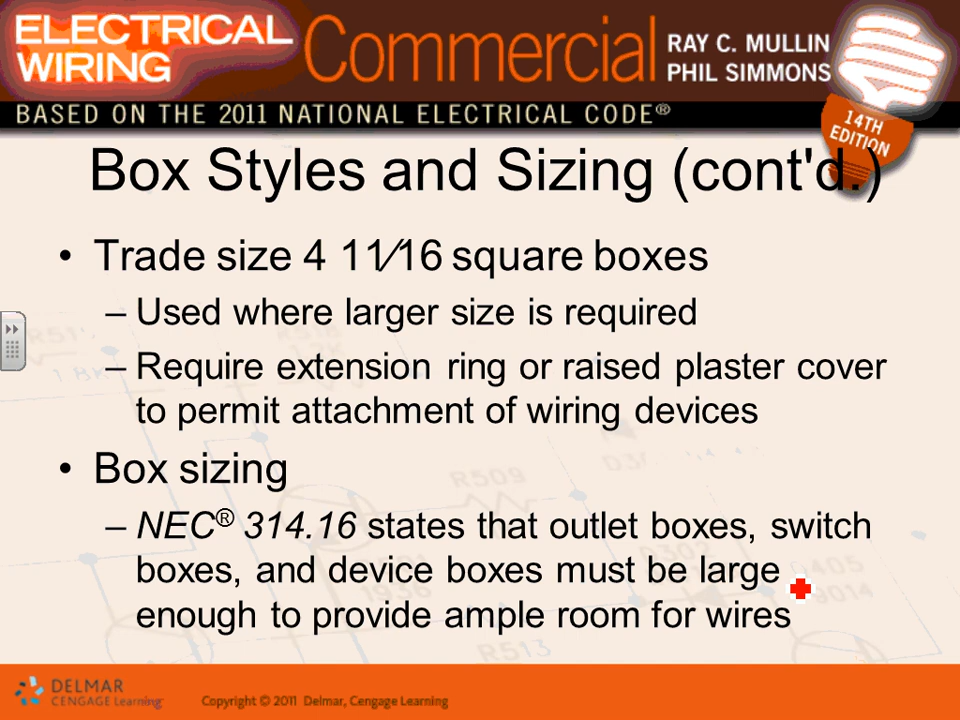 ELECTRICAL
WIRING
Commercial
RAY C. MULLIN
PHIL SIMMONS
BASED ON THE 2011 NATIONAL ELECTRICAL CODE®
14TH
EDITION
Box Styles and Sizing (cont'd.)
• Trade size 4 11⁄16 square boxes
– Used where larger size is required
– Require extension ring or raised plaster cover
to permit attachment of wiring devices
• Box sizing
– NEC® 314.16 states that outlet boxes, switch
boxes, and device boxes must be large
enough to provide ample room for wires
R509
DELMAR
CENGAGE Learning
Copyright © 2011 Delmar, Cengage Learning